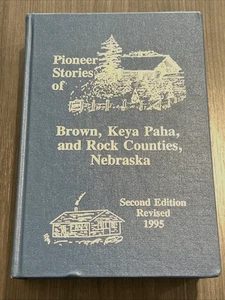 Pioneer
Stories
of
Brown, Keya Paha,
and Rock Counties,
Nebraska
Second Edition
Revised
1995